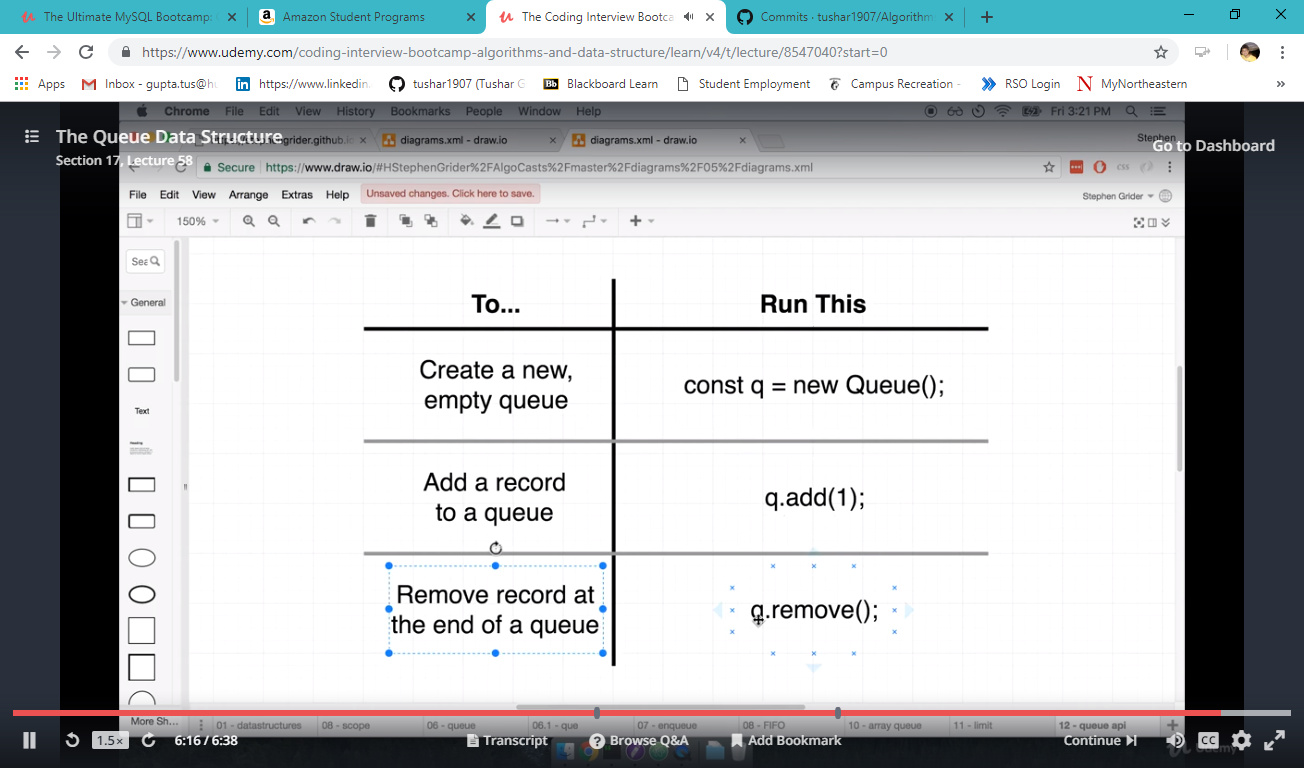 The Ultimate MySQL Bootcamp:
Amazon Student Programs
The Coding Interview Bootca
Commits · tushar1907/Algorithm
https://www.udemy.com/coding-interview-bootcamp-algorithms-and-data-structure/learn/v4/t/lecture/8547040?start=0
Apps
Inbox - gupta.tus@h
https://www.linkedin.
tushar1907 (Tushar G
Bb Blackboard Learn
Student Employment
Campus Recreation -
RSO Login
N MyNortheastern
Chrome File Edit View History Bookmarks People Window Help
Fri 3:21 PM
The Queue Data Structure
diagrams.xml - draw.io
diagrams.xml - draw.io
Stephen
Section 17, Lecture 58
Go to Dashboard
Secure https://www.draw.io/#HStephenGrider%2FAlgoCasts%2Fmaster%2Fdiagrams%2F05%2Fdiagrams.xml
File Edit View Arrange Extras Help
Unsaved changes. Click here to save.
Stephen Grider
150%
General
Text
To...
Run This
Create a new,
empty queue
const q = new Queue();
Add a record
to a queue
q.add(1);
Remove record at
the end of a queue
q.remove();
More Sh...
01 - datastructures
08 - scope
06 - queue
06.1 - que
07 - enqueue
08 - FIFO
10 - array queue
11 - limit
12 - queue api
1.5×
6:16 / 6:38
Transcript
Browse Q&A
Add Bookmark
Continue
CC